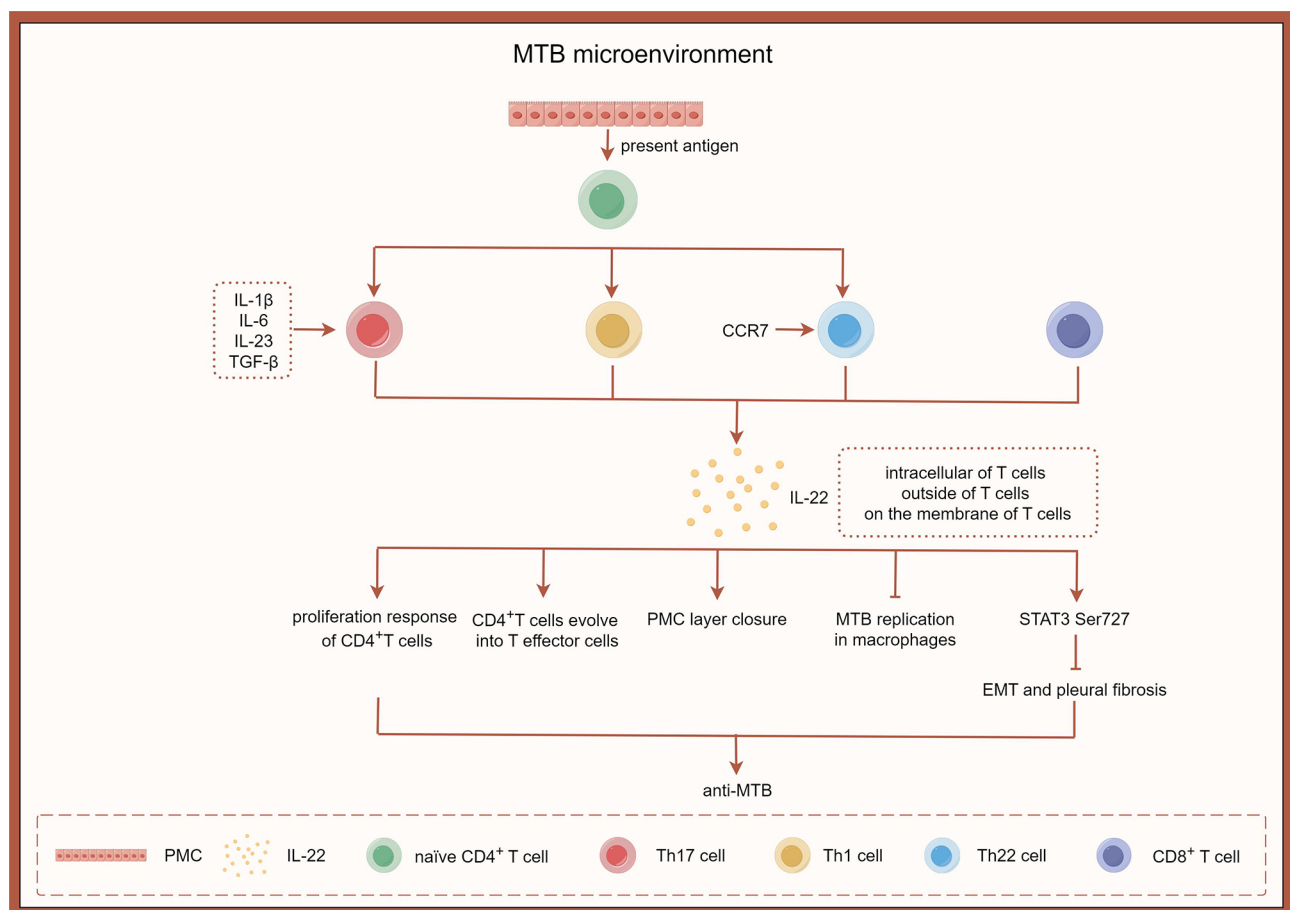 MTB microenvironment
present antigen
IL-1β
IL-6
IL-23
TGF-β
CCR7
IL-22
intracellular of T cells
outside of T cells
on the membrane of T cells
proliferation response
of CD4⁺T cells
CD4⁺T cells evolve
into T effector cells
PMC layer closure
MTB replication
in macrophages
STAT3 Ser727
EMT and pleural fibrosis
anti-MTB
PMC
IL-22
naïve CD4⁺ T cell
Th17 cell
Th1 cell
Th22 cell
CD8⁺ T cell